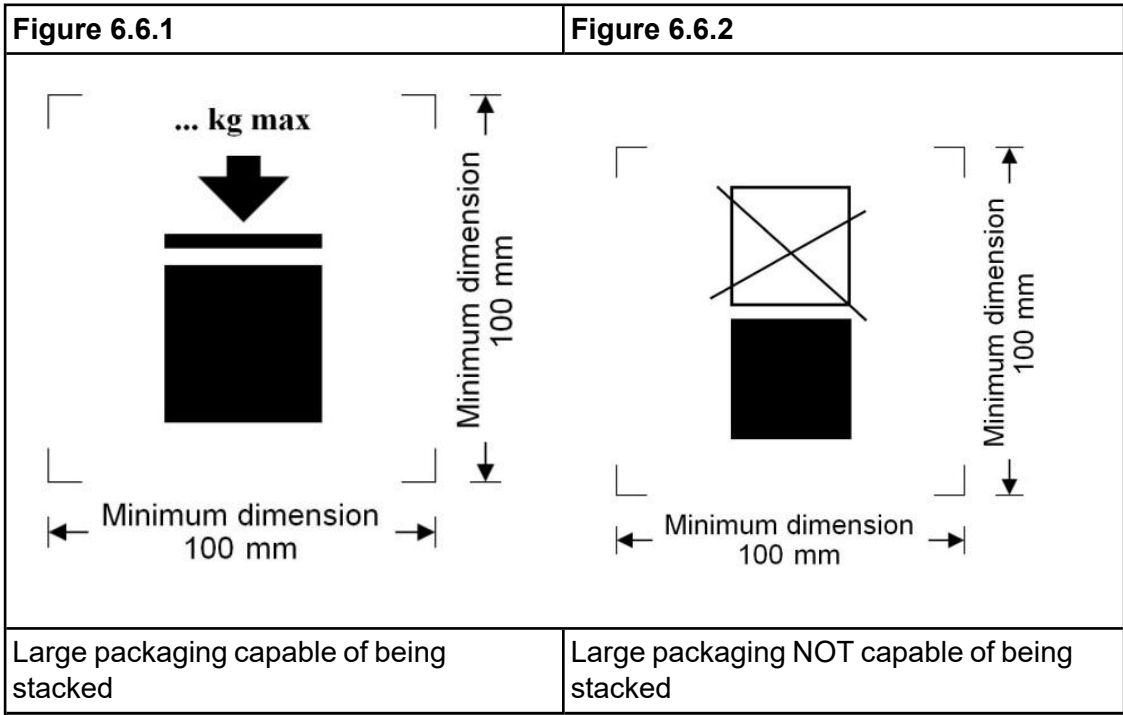 Figure 6.6.1
Figure 6.6.2
... kg max
Minimum dimension
100 mm
Minimum dimension
100 mm
Minimum dimension
100 mm
Minimum dimension
100 mm
Large packaging capable of being
stacked
Large packaging NOT capable of being
stacked